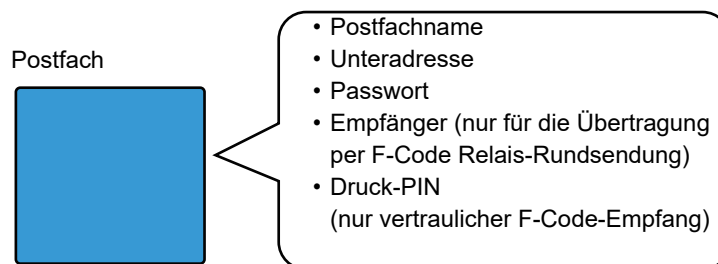 Postfach
• Postfachname
• Unteradresse
• Passwort
• Empfänger (nur für die Übertragung
per F-Code Relais-Rundsendung)
• Druck-PIN
(nur vertraulicher F-Code-Empfang)